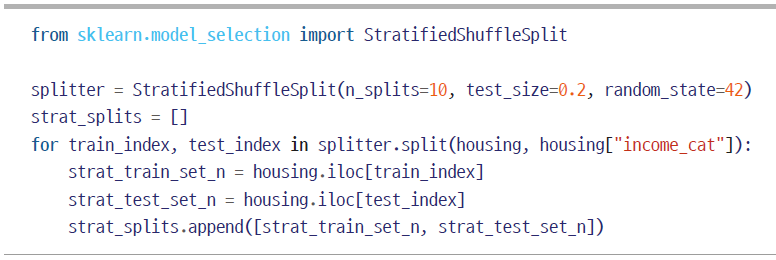 from sklearn.model_selection import StratifiedShuffleSplit
splitter = StratifiedShuffleSplit(n_splits=10, test_size=0.2, random_state=42)
strat_splits = []
for train_index, test_index in splitter.split(housing, housing["income_cat"]):
    strat_train_set_n = housing.iloc[train_index]
    strat_test_set_n = housing.iloc[test_index]
    strat_splits.append([strat_train_set_n, strat_test_set_n])